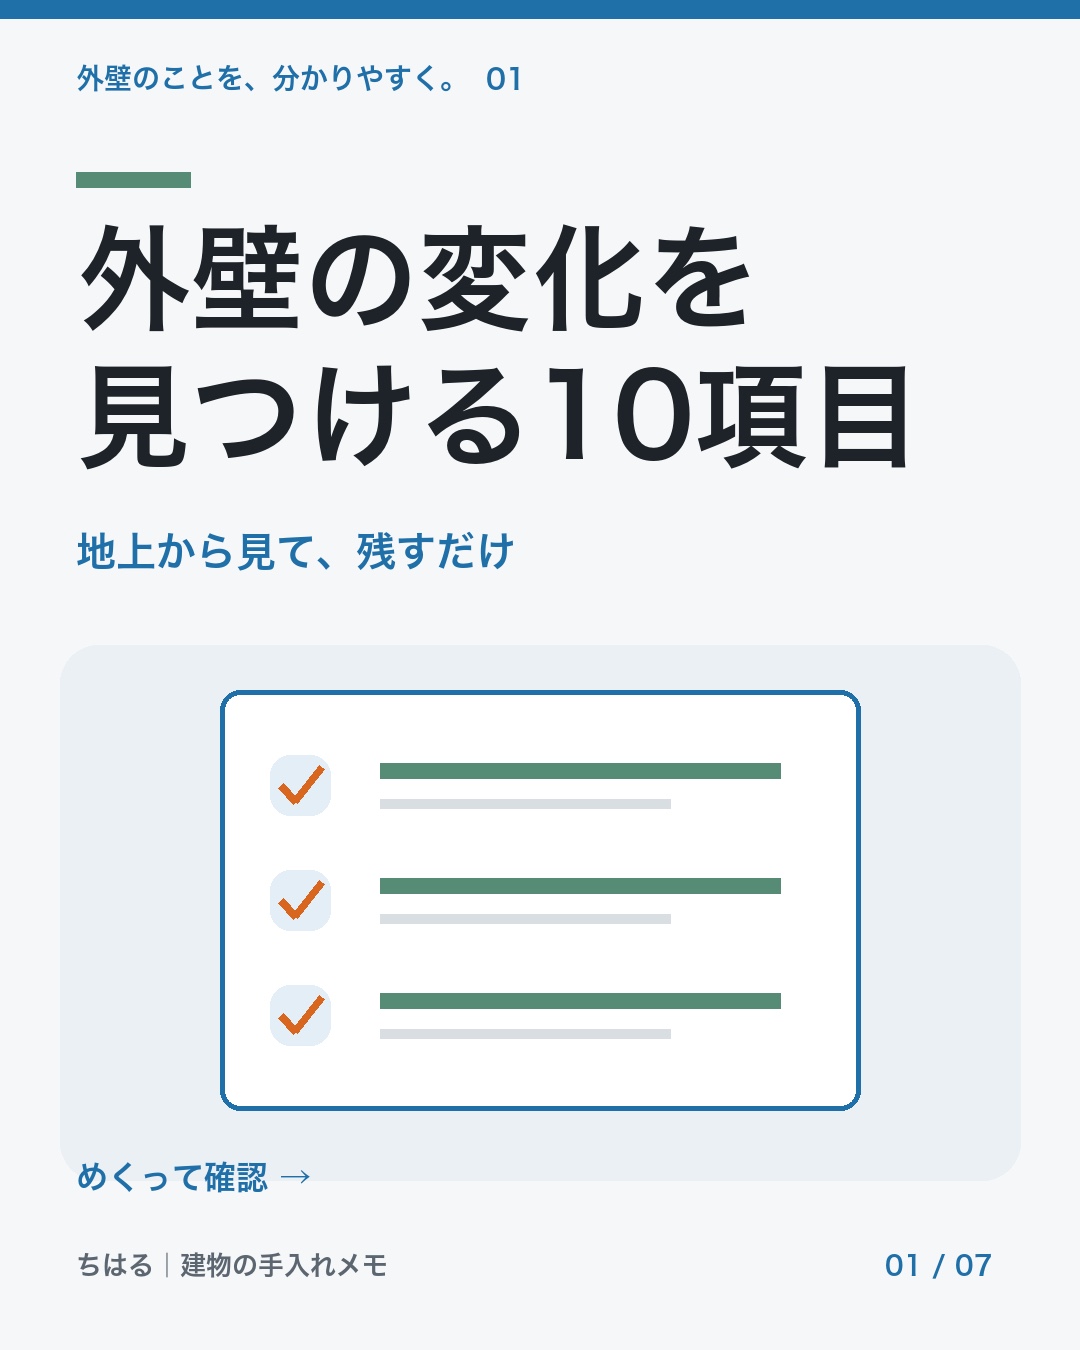 外壁のことを、分かりやすく。 01
外壁の変化を
見つける10項目
地上から見て、残すだけ
めくって確認 →
ちはる｜建物の手入れメモ
01 / 07